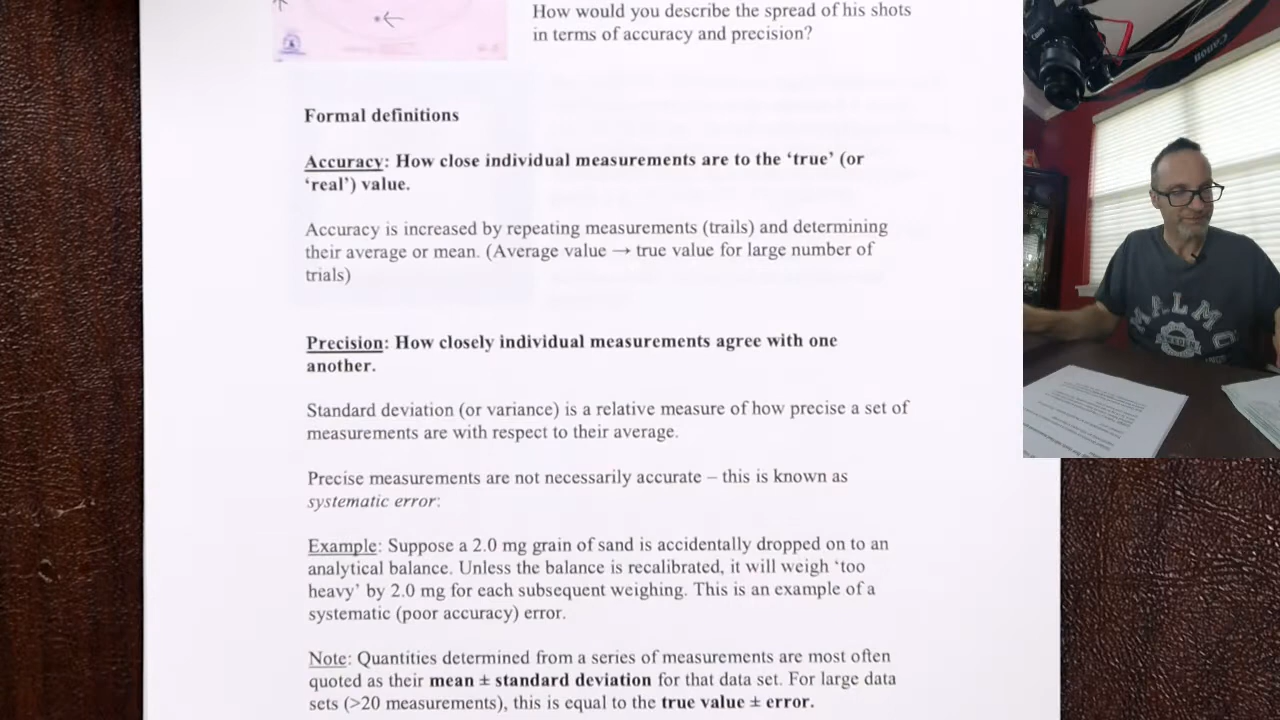 How would you describe the spread of his shots
in terms of accuracy and precision?
Formal definitions
Accuracy: How close individual measurements are to the ‘true’ (or
‘real’) value.
Accuracy is increased by repeating measurements (trails) and determining
their average or mean. (Average value → true value for large number of
trials)
Precision: How closely individual measurements agree with one
another.
Standard deviation (or variance) is a relative measure of how precise a set of
measurements are with respect to their average.
Precise measurements are not necessarily accurate – this is known as
systematic error:
Example: Suppose a 2.0 mg grain of sand is accidentally dropped on to an
analytical balance. Unless the balance is recalibrated, it will weigh ‘too
heavy’ by 2.0 mg for each subsequent weighing. This is an example of a
systematic (poor accuracy) error.
Note: Quantities determined from a series of measurements are most often
quoted as their mean ± standard deviation for that data set. For large data
sets (>20 measurements), this is equal to the true value ± error.
Canon
MALMO
SWEDEN